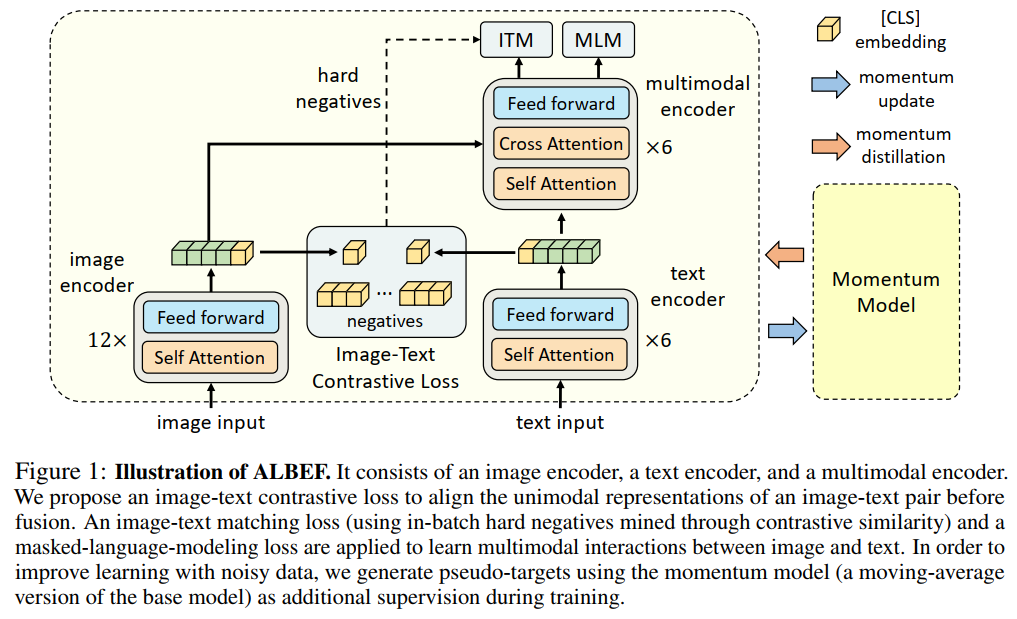 ITM
MLM
[CLS]
embedding
hard
negatives
multimodal
encoder
Feed forward
momentum
update
Cross Attention
×6
momentum
distillation
Self Attention
image
encoder
text
encoder
Momentum
Model
Feed forward
...
negatives
Feed forward
12×
Self Attention
Image-Text
Contrastive Loss
Self Attention
×6
image input
text input
Figure 1: Illustration of ALBEF. It consists of an image encoder, a text encoder, and a multimodal encoder.
We propose an image-text contrastive loss to align the unimodal representations of an image-text pair before
fusion. An image-text matching loss (using in-batch hard negatives mined through contrastive similarity) and a
masked-language-modeling loss are applied to learn multimodal interactions between image and text. In order to
improve learning with noisy data, we generate pseudo-targets using the momentum model (a moving-average
version of the base model) as additional supervision during training.